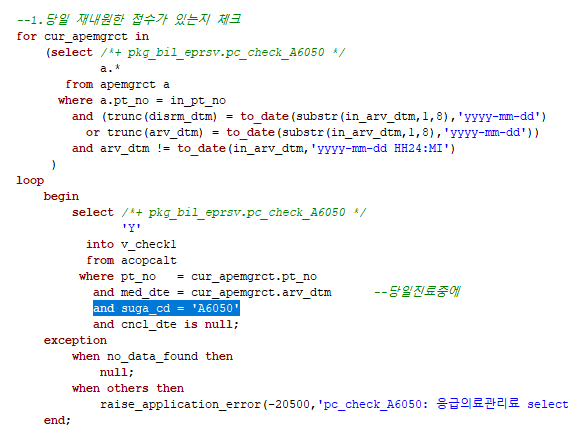 --1.당일 재내원한 접수가 있는지 체크
for cur_apemgrct in
(select /*+ pkg_bil_eprsv.pc_check_A6050 */
a.*
from apemgrct a
where a.pt_no = in_pt_no
and (trunc(disrm_dtm) = to_date(substr(in_arv_dtm,1,8),'yyyy-mm-dd')
or trunc(arv_dtm) = to_date(substr(in_arv_dtm,1,8),'yyyy-mm-dd'))
and arv_dtm != to_date(in_arv_dtm,'yyyy-mm-dd HH24:MI')
)
loop
begin
select /*+ pkg_bil_eprsv.pc_check_A6050 */
'Y'
into v_check1
from acopcalt
where pt_no = cur_apemgrct.pt_no
and med_dte = cur_apemgrct.arv_dtm --당일진료중에
and suga_cd = 'A6050'
and cncl_dte is null;
exception
when no_data_found then
null;
when others then
raise_application_error(-20500,'pc_check_A6050: 응급의료관리료 select
end;